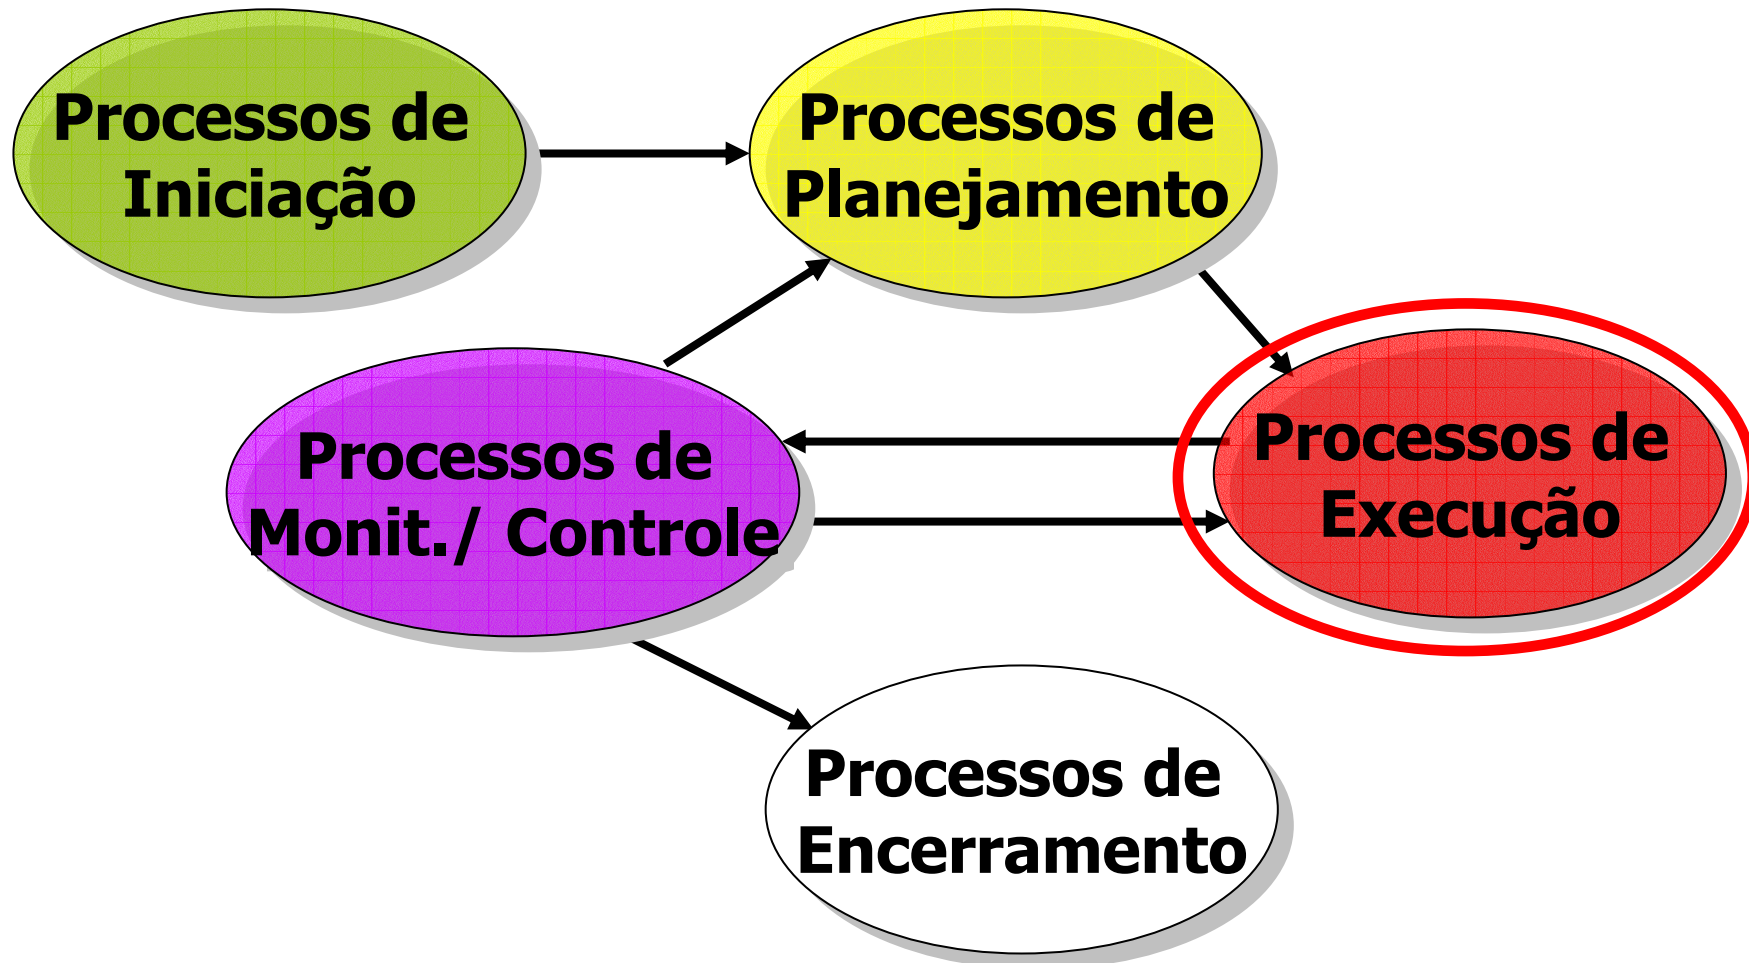 Processos de
Iniciação
Processos de
Planejamento
Processos de
Monit./ Controle
Processos de
Execução
Processos de
Encerramento